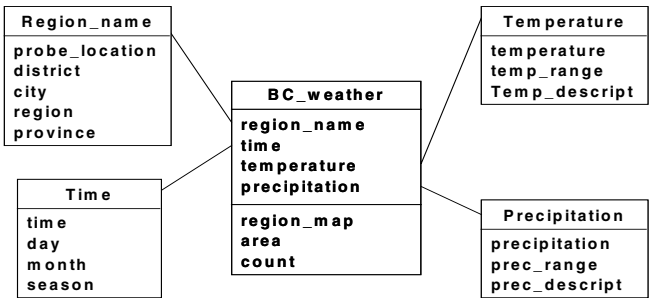 Region_name
probe_location
district
city
region
province
Time
time
day
month
season
BC_weather
region_name
time
temperature
precipitation
region_map
area
count
Temperature
temperature
temp_range
Temp_descript
Precipitation
precipitation
prec_range
prec_descript